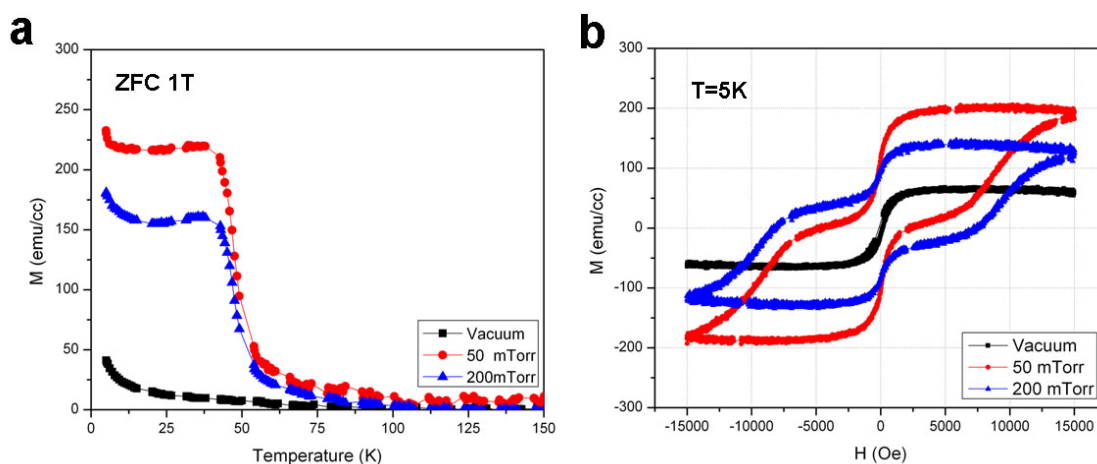 a
ZFC 1T
M (emu/cc)
300
250
200
150
100
50
0
0
25
50
75
100
125
150
Temperature (K)
Vacuum
50 mTorr
200mTorr
b
T=5K
M (emu/cc)
300
200
100
0
-100
-200
-300
-15000
-10000
-5000
0
5000
10000
15000
H (Oe)
Vacuum
50 mTorr
200 mTorr